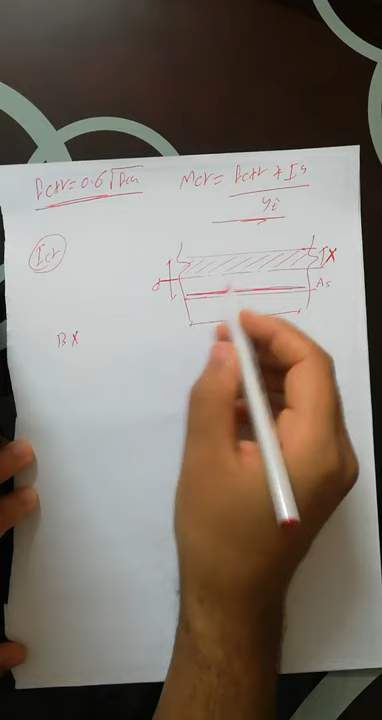 Fctr = 0.6 √Fcu
Mcr = Fctr * Ig
yt
Icr
X
d
As
B X